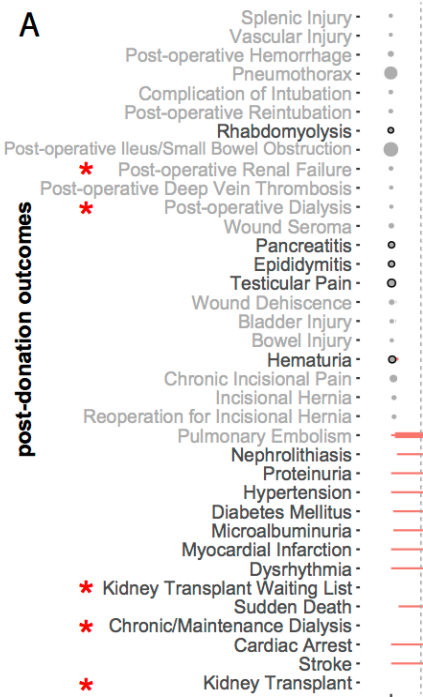 A
Splenic Injury
Vascular Injury
Post-operative Hemorrhage
Pneumothorax
Complication of Intubation
Post-operative Reintubation
Rhabdomyolysis
Post-operative Ileus/Small Bowel Obstruction
* Post-operative Renal Failure
Post-operative Deep Vein Thrombosis
* Post-operative Dialysis
Wound Seroma
Pancreatitis
Epididymitis
Testicular Pain
Wound Dehiscence
Bladder Injury
Bowel Injury
Hematuria
Chronic Incisional Pain
Incisional Hernia
Reoperation for Incisional Hernia
Pulmonary Embolism
Nephrolithiasis
Proteinuria
Hypertension
Diabetes Mellitus
Microalbuminuria
Myocardial Infarction
Dysrhythmia
* Kidney Transplant Waiting List
Sudden Death
* Chronic/Maintenance Dialysis
Cardiac Arrest
Stroke
* Kidney Transplant
post-donation outcomes